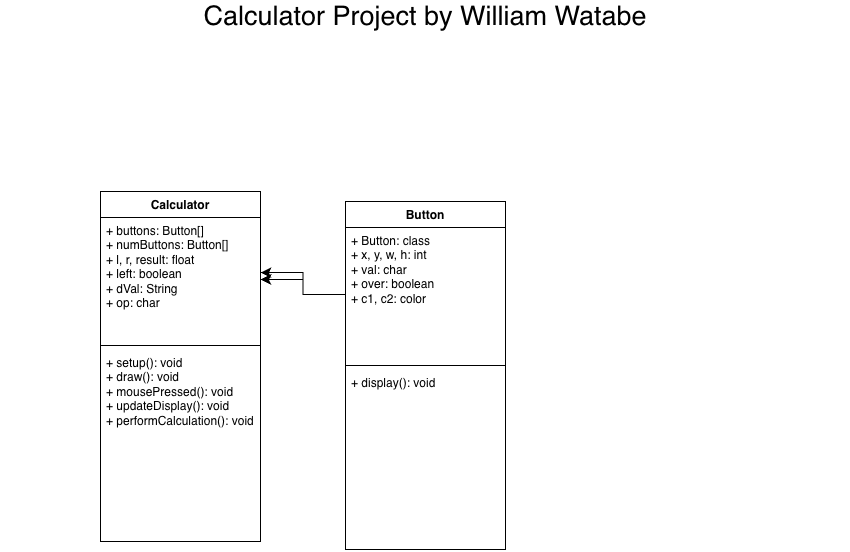 Calculator Project by William Watabe
Calculator
+ buttons: Button[]
+ numButtons: Button[]
+ l, r, result: float
+ left: boolean
+ dVal: String
+ op: char
+ setup(): void
+ draw(): void
+ mousePressed(): void
+ updateDisplay(): void
+ performCalculation(): void
Button
+ Button: class
+ x, y, w, h: int
+ val: char
+ over: boolean
+ c1, c2: color
+ display(): void